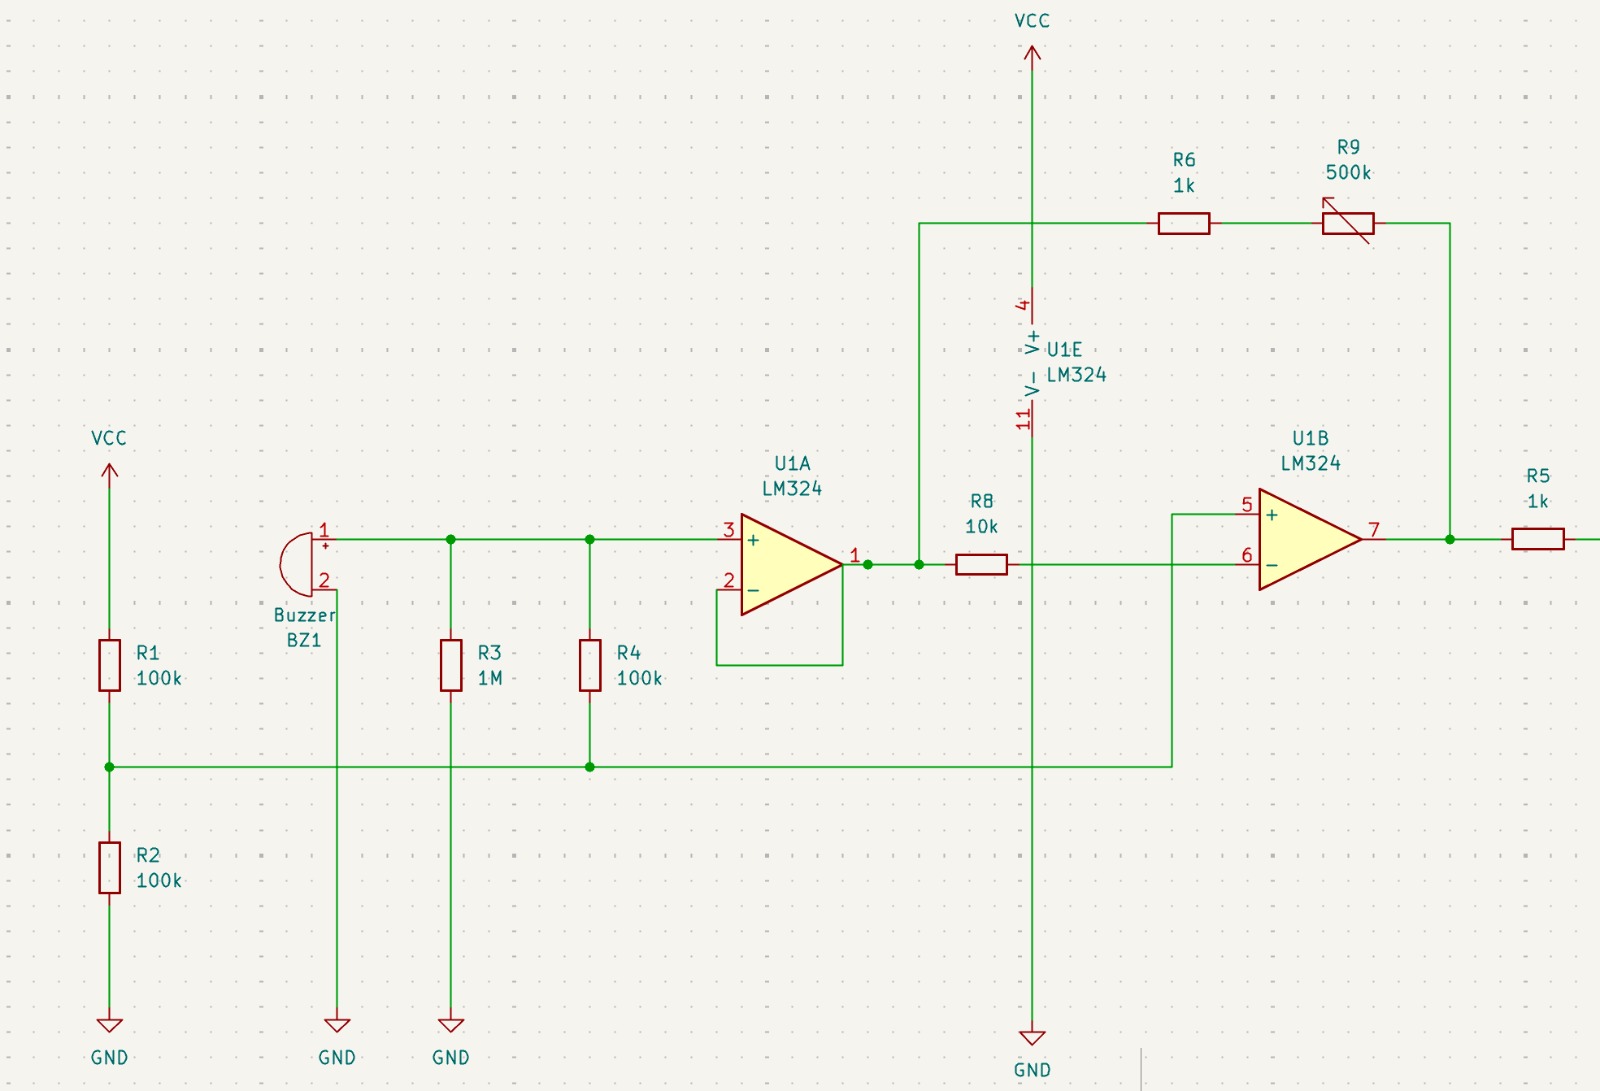 VCC
R6
1k
R9
500k
4
V+
U1E
LM324
V−
11
VCC
U1A
LM324
U1B
LM324
R8
10k
R5
1k
1
+
2
Buzzer
BZ1
3
+
2
−
1
5
+
6
−
7
R1
100k
R3
1M
R4
100k
R2
100k
GND
GND
GND
GND